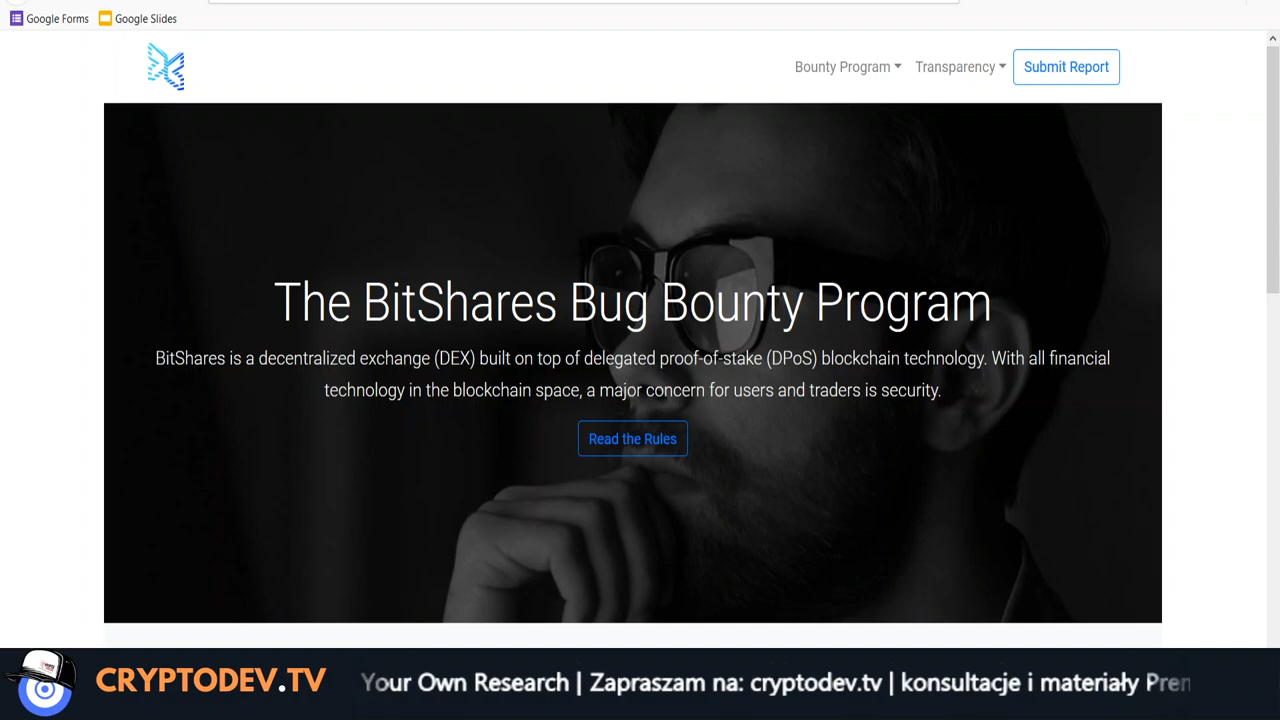 Google Forms Google Slides
Bounty Program Transparency Submit Report
The BitShares Bug Bounty Program
BitShares is a decentralized exchange (DEX) built on top of delegated proof-of-stake (DPoS) blockchain technology. With all financial
technology in the blockchain space, a major concern for users and traders is security.
Read the Rules
CRYPTODEV.TV Your Own Research | Zapraszam na: cryptodev.tv | konsultacje i materiały